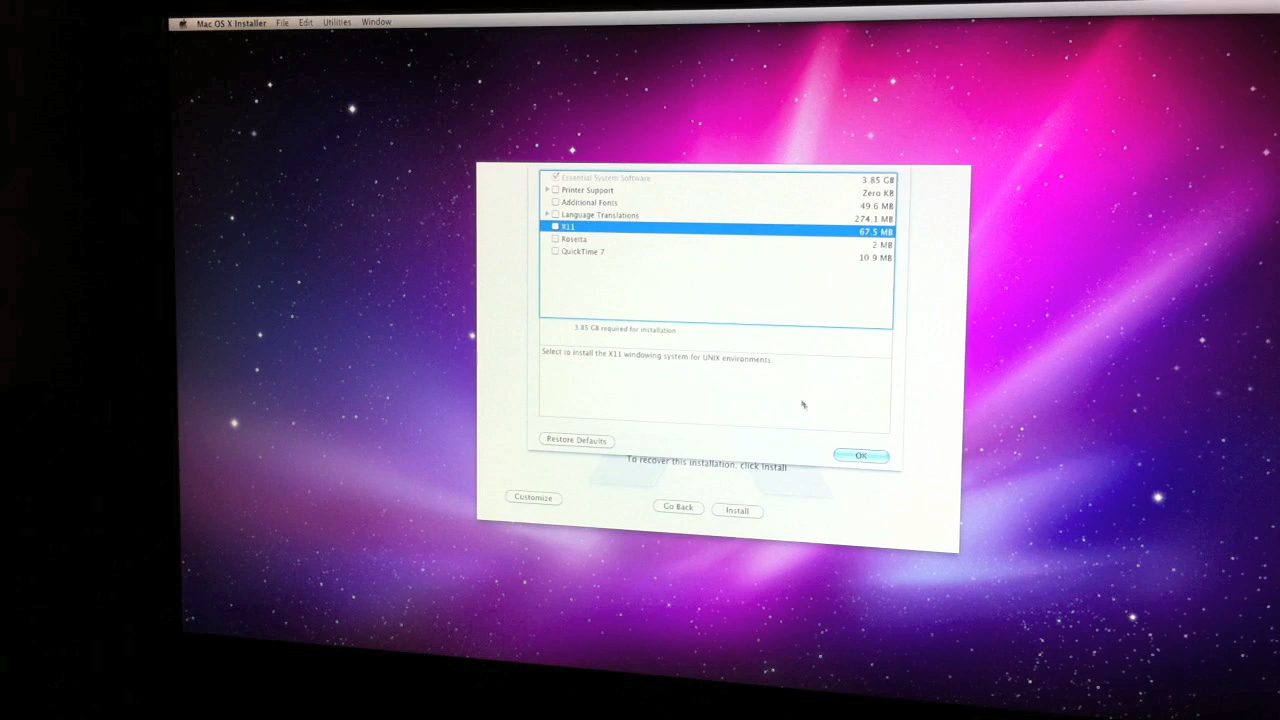 Mac OS X Installer File Edit Utilities Window
Essential System Software 3.85 GB
Printer Support Zero KB
Additional Fonts 49.6 MB
Language Translations 274.1 MB
X11 67.5 MB
Rosetta 2 MB
QuickTime 7 10.9 MB
3.85 GB required for installation
Select to install the X11 windowing system for UNIX environments.
Restore Defaults OK
To recover this installation, click Install
Customize Go Back Install